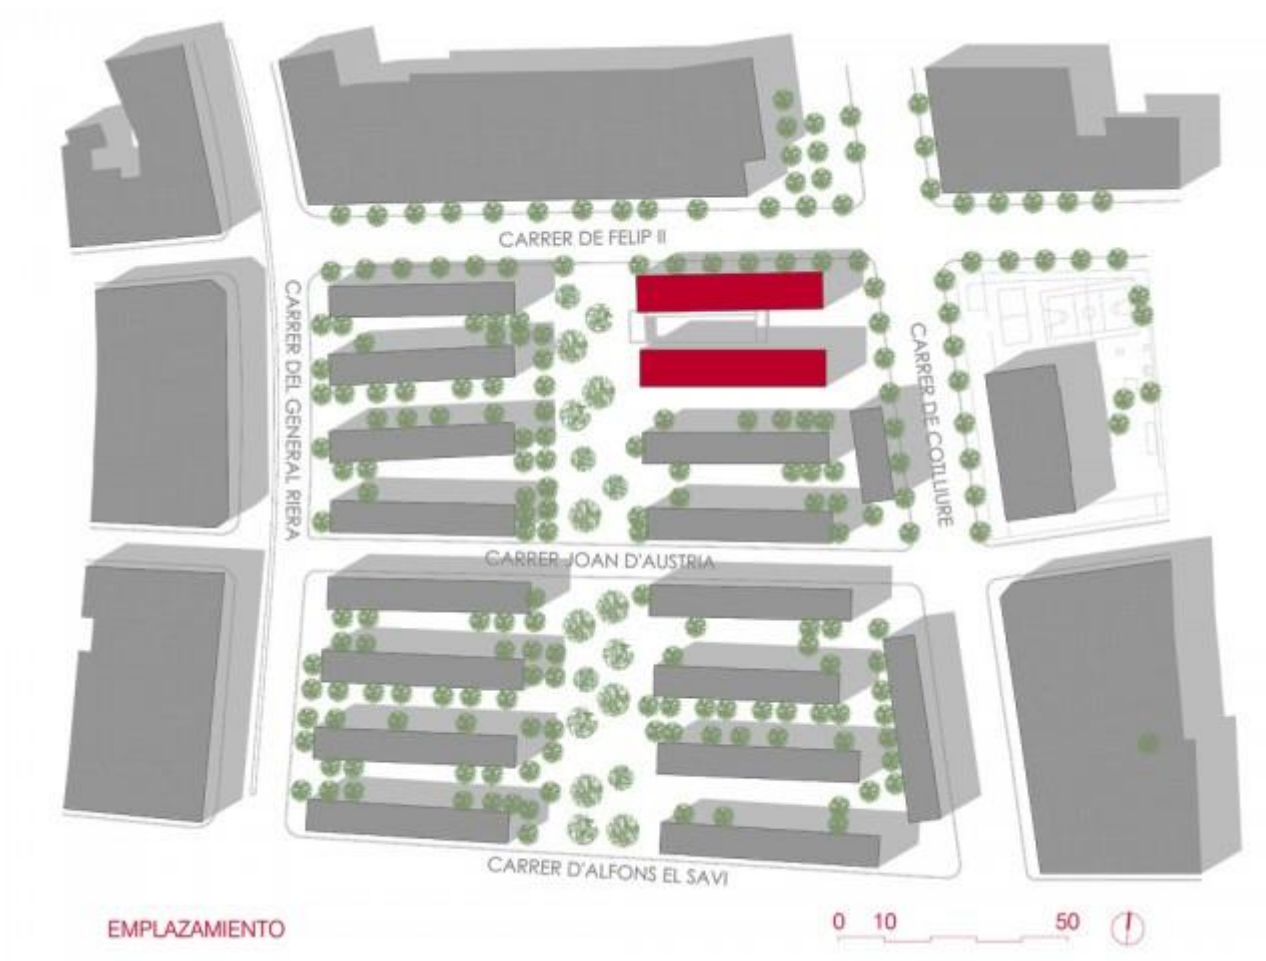 CARRER DE FELIP II
CARRER DEL GENERAL RIERA
CARRER DE COTLLIURE
CARRER JOAN D'AUSTRIA
CARRER D'ALFONS EL SAVI
EMPLAZAMIENTO
0 10 50